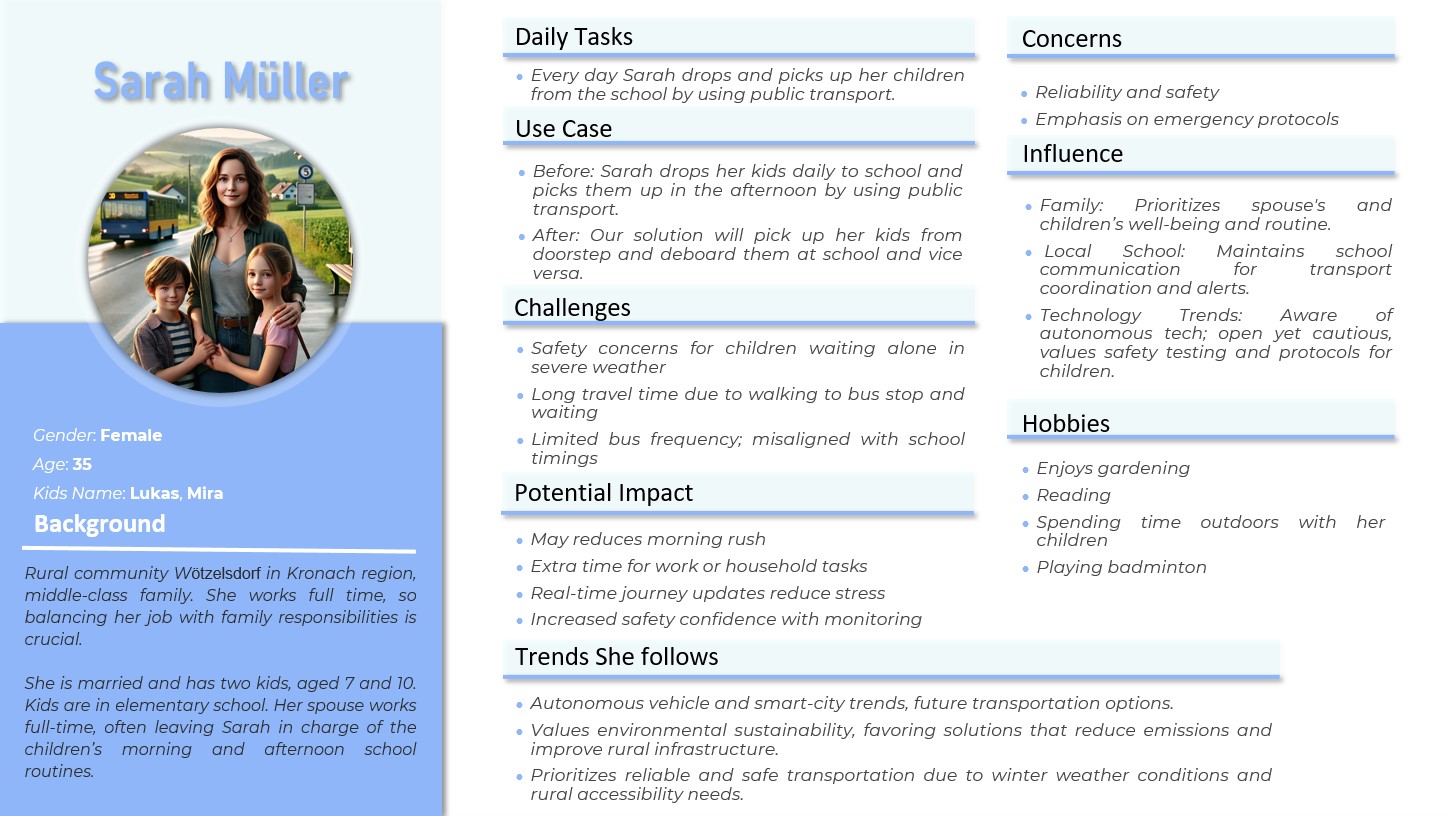 Sarah Müller
Gender: Female
Age: 35
Kids Name: Lukas, Mira
Background
Rural community Wötzelsdorf in Kronach region,
middle-class family. She works full time, so
balancing her job with family responsibilities is
crucial.
She is married and has two kids, aged 7 and 10.
Kids are in elementary school. Her spouse works
full-time, often leaving Sarah in charge of the
children’s morning and afternoon school
routines.
Daily Tasks
• Every day Sarah drops and picks up her children
from the school by using public transport.
Use Case
• Before: Sarah drops her kids daily to school and
picks them up in the afternoon by using public
transport.
• After: Our solution will pick up her kids from
doorstep and deboard them at school and vice
versa.
Challenges
• Safety concerns for children waiting alone in
severe weather
• Long travel time due to walking to bus stop and
waiting
• Limited bus frequency; misaligned with school
timings
Potential Impact
• May reduces morning rush
• Extra time for work or household tasks
• Real-time journey updates reduce stress
• Increased safety confidence with monitoring
Trends She follows
• Autonomous vehicle and smart-city trends, future transportation options.
• Values environmental sustainability, favoring solutions that reduce emissions and
improve rural infrastructure.
• Prioritizes reliable and safe transportation due to winter weather conditions and
rural accessibility needs.
Concerns
• Reliability and safety
• Emphasis on emergency protocols
Influence
• Family: Prioritizes spouse's and
children’s well-being and routine.
• Local School: Maintains school
communication for transport
coordination and alerts.
• Technology Trends: Aware of
autonomous tech; open yet cautious,
values safety testing and protocols for
children.
Hobbies
• Enjoys gardening
• Reading
• Spending time outdoors with her
children
• Playing badminton